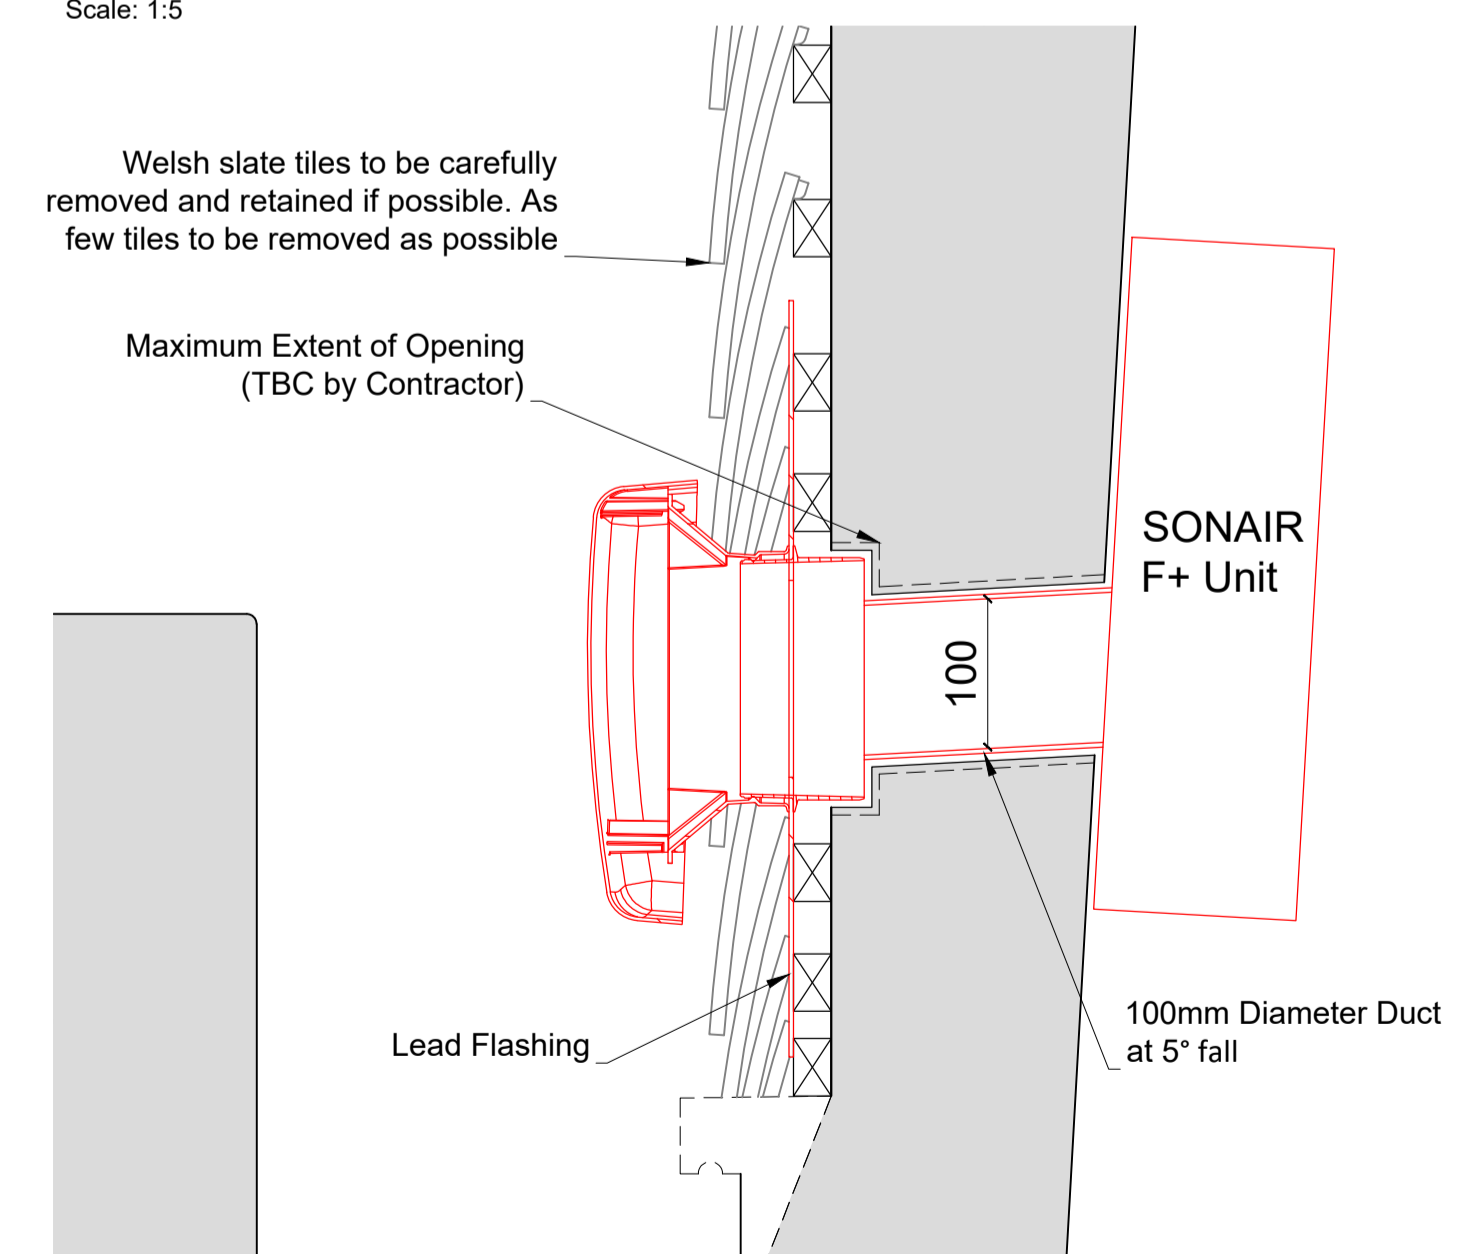 Scale: 1:5
Welsh slate tiles to be carefully
removed and retained if possible. As
few tiles to be removed as possible
Maximum Extent of Opening
(TBC by Contractor)
SONAIR
F+ Unit
100
Lead Flashing
100mm Diameter Duct
at 5° fall